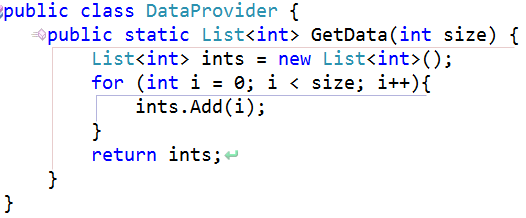 public class DataProvider {
    public static List<int> GetData(int size) {
        List<int> ints = new List<int>();
        for (int i = 0; i < size; i++){
            ints.Add(i);
        }
        return ints;
    }
}